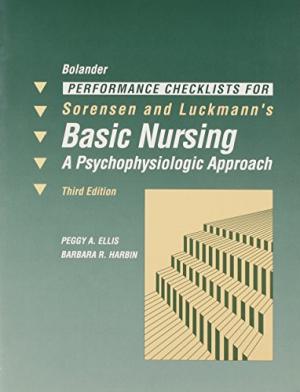 Bolander
PERFORMANCE CHECKLISTS FOR
Sorensen and Luckmann's
Basic Nursing
A Psychophysiologic Approach
Third Edition
PEGGY A. ELLIS
BARBARA R. HARBIN